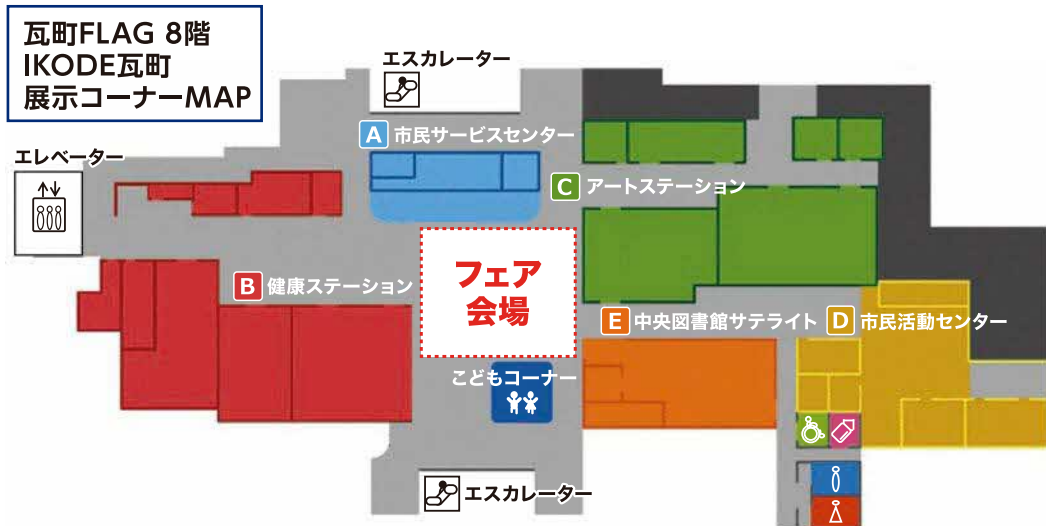 瓦町FLAG 8階
IKODE瓦町
展示コーナーMAP
エスカレーター
A 市民サービスセンター
エレベーター
C アートステーション
B 健康ステーション
フェア
会場
E 中央図書館サテライト
D 市民活動センター
こどもコーナー
エスカレーター